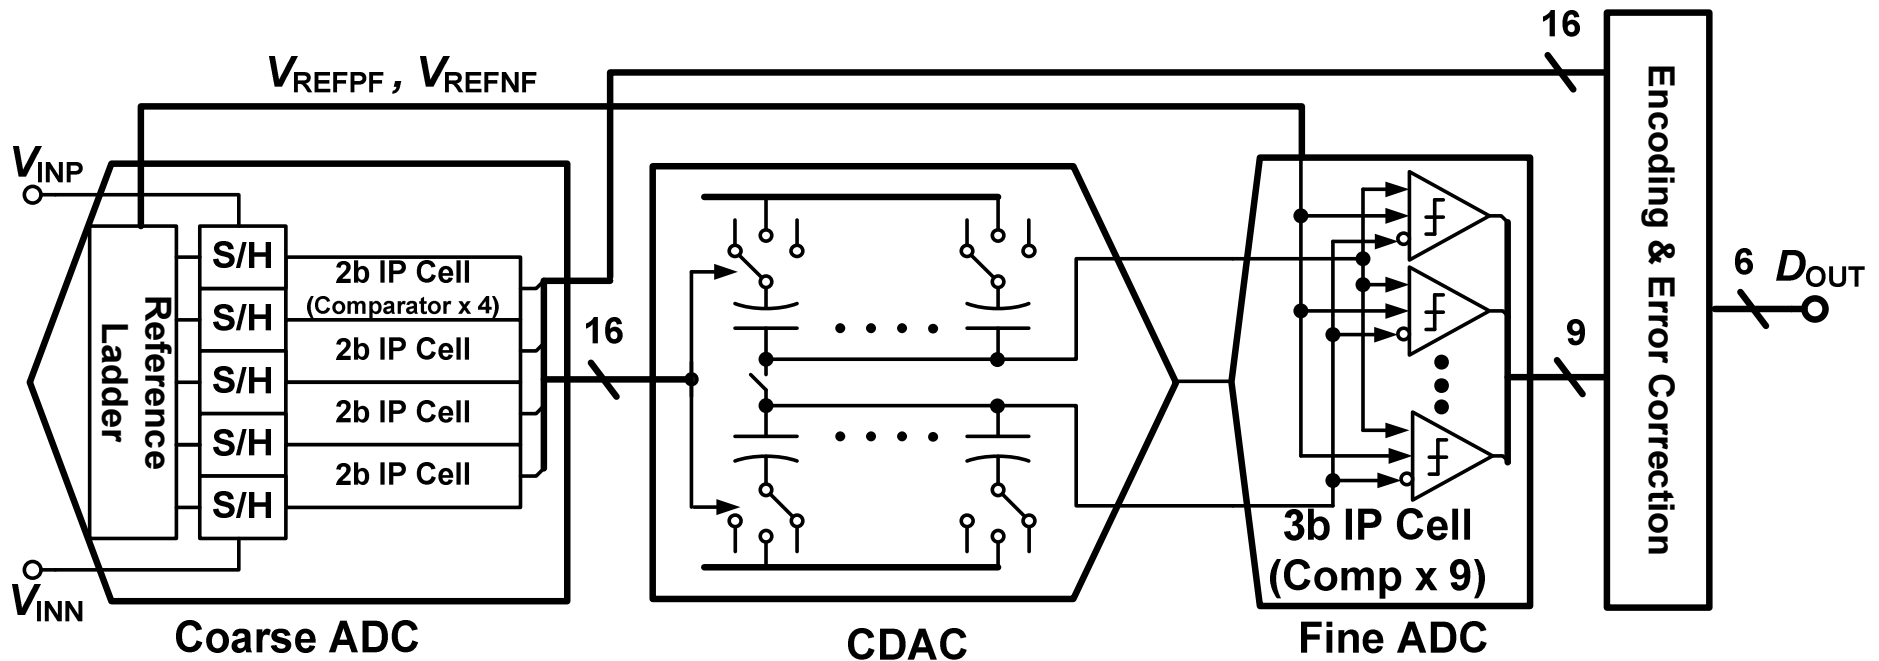 16
VREFPF , VREFNF
VINP
Reference
Ladder
S/H
S/H
S/H
S/H
S/H
2b IP Cell
(Comparator x 4)
2b IP Cell
2b IP Cell
2b IP Cell
16
VINN
Coarse ADC
CDAC
3b IP Cell
(Comp x 9)
Fine ADC
9
Encoding & Error Correction
6
DOUT